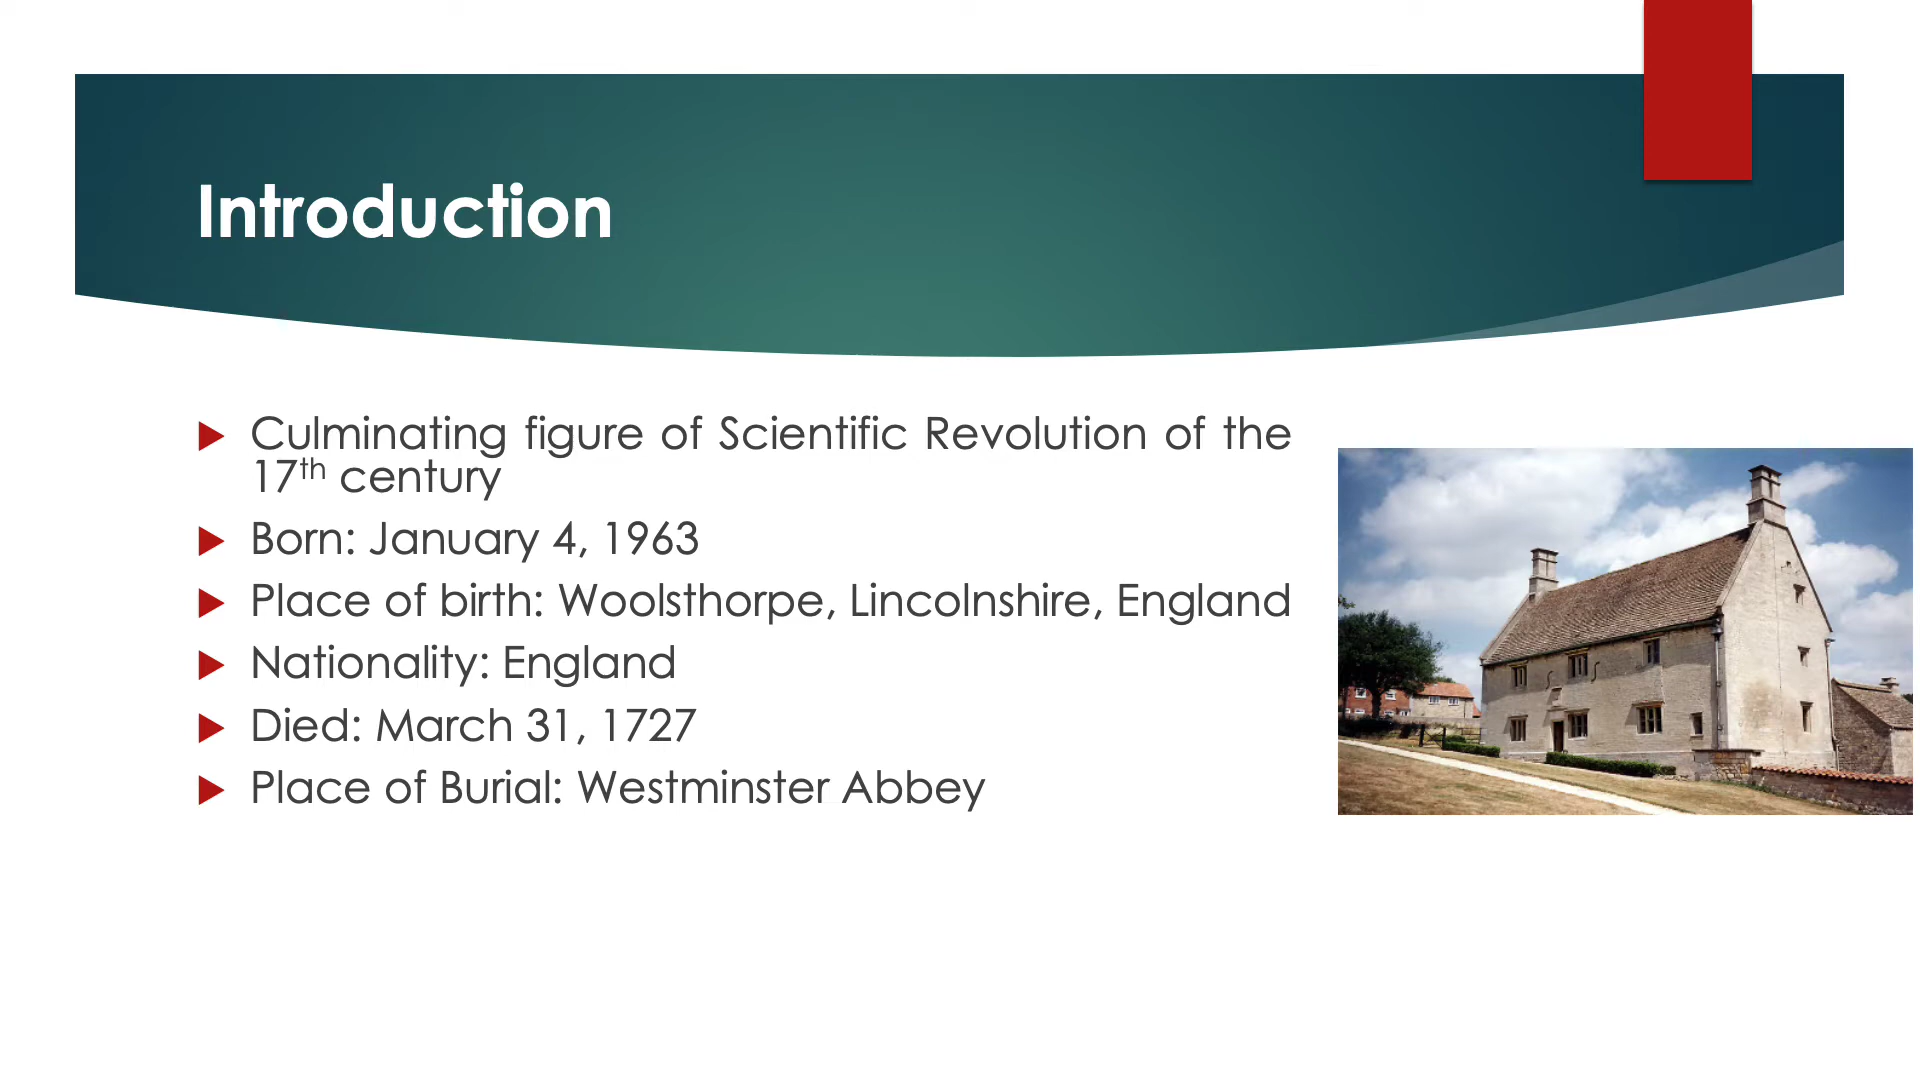 Introduction
Culminating figure of Scientific Revolution of the
17th century
Born: January 4, 1963
Place of birth: Woolsthorpe, Lincolnshire, England
Nationality: England
Died: March 31, 1727
Place of Burial: Westminster Abbey